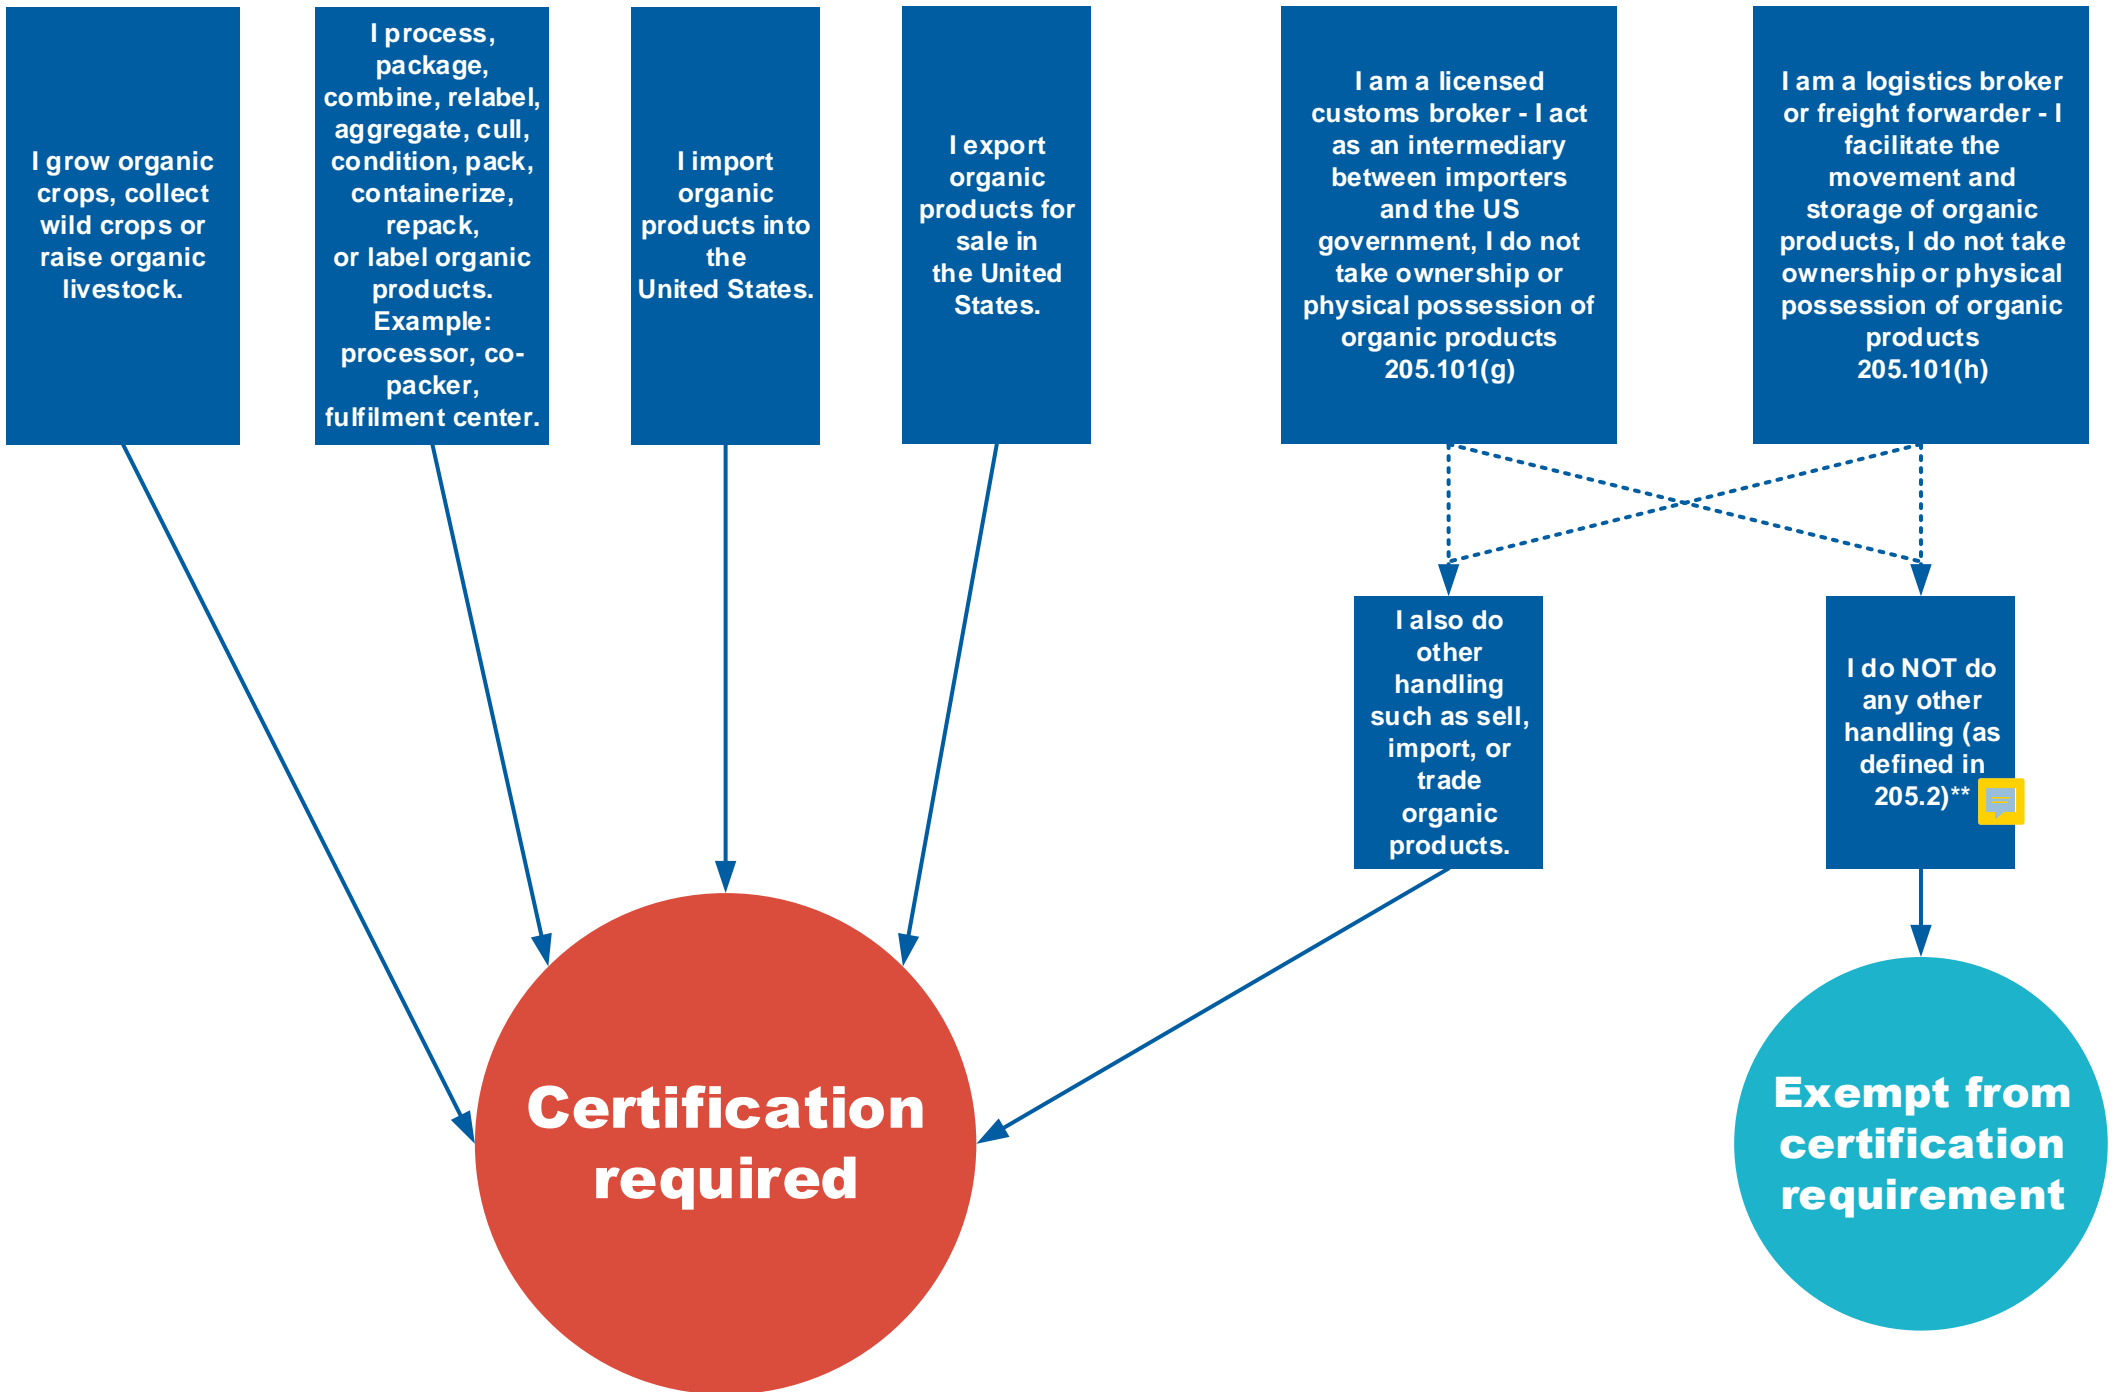 I grow organic
crops, collect
wild crops or
raise organic
livestock.
I process,
package,
combine, relabel,
aggregate, cull,
condition, pack,
containerize,
repack,
or label organic
products.
Example:
processor, co-
packer,
fulfilment center.
I import
organic
products into
the
United States.
I export
organic
products for
sale in
the United
States.
I am a licensed
customs broker - I act
as an intermediary
between importers
and the US
government, I do not
take ownership or
physical possession of
organic products
205.101(g)
I am a logistics broker
or freight forwarder - I
facilitate the
movement and
storage of organic
products, I do not take
ownership or physical
possession of organic
products
205.101(h)
I also do
other
handling
such as sell,
import, or
trade
organic
products.
I do NOT do
any other
handling (as
defined in
205.2)**
Certification
required
Exempt from
certification
requirement